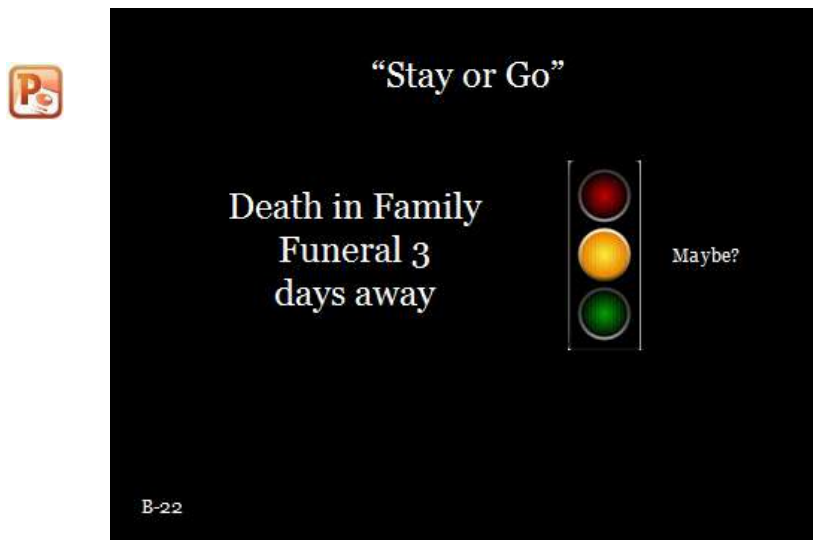 “Stay or Go”
Death in Family
Funeral 3
days away
Maybe?
B-22